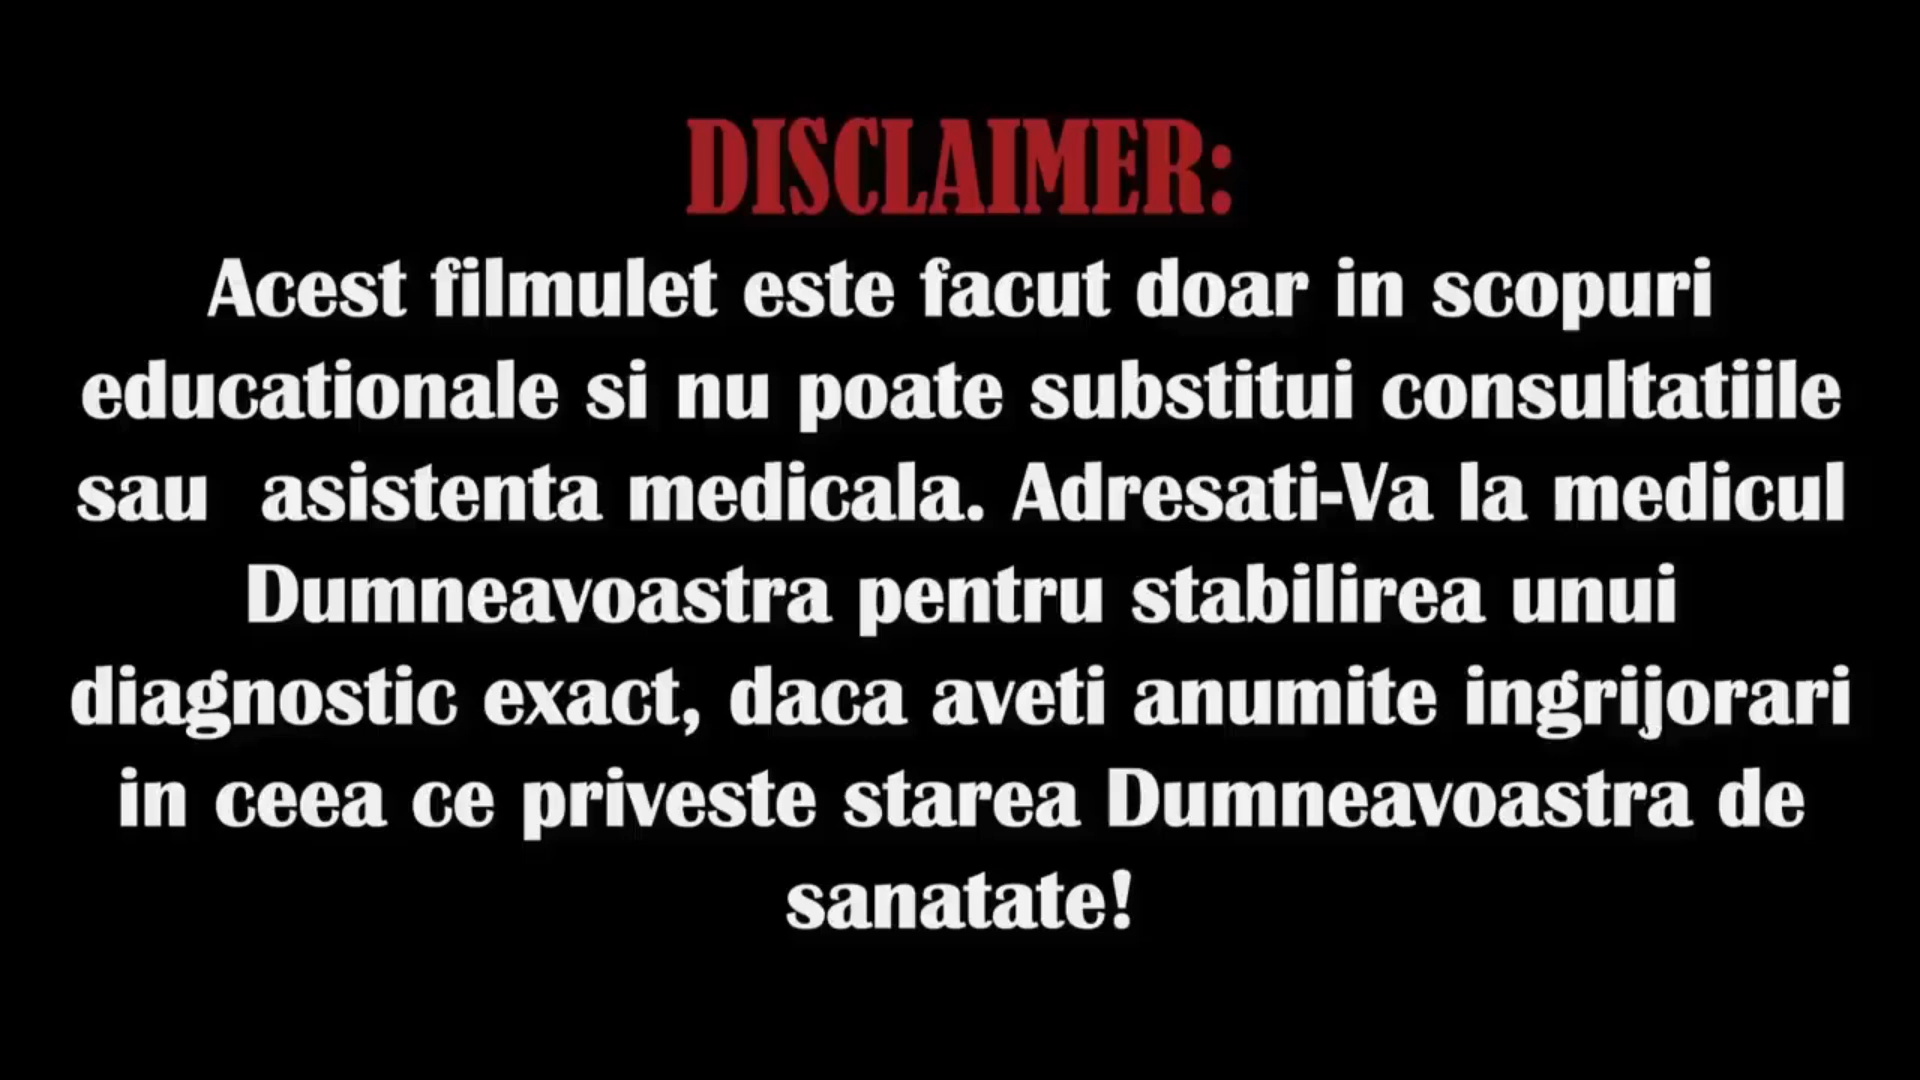 DISCLAIMER:
Acest filmulet este facut doar in scopuri
educationale si nu poate substitui consultatiile
sau  asistenta medicala. Adresati-Va la medicul
Dumneavoastra pentru stabilirea unui
diagnostic exact, daca aveti anumite ingrijorari
in ceea ce priveste starea Dumneavoastra de
sanatate!